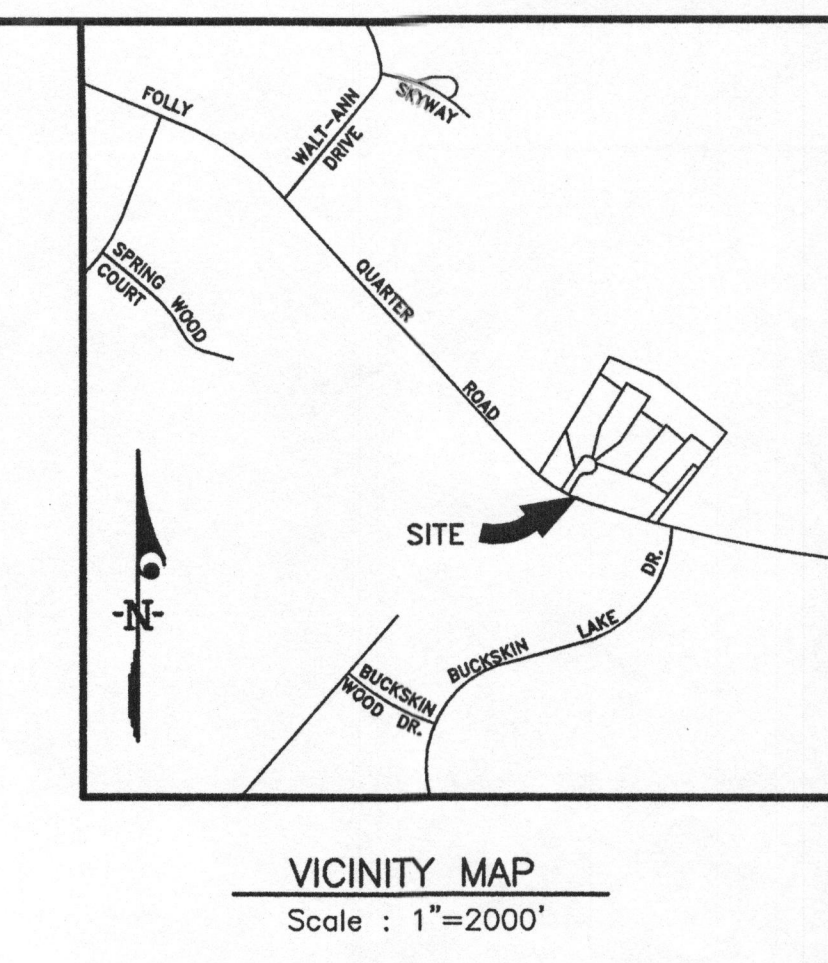 FOLLY
WALT-ANN
DRIVE
SKYWAY
SPRING WOOD
COURT
QUARTER
ROAD
SITE
-N-
DR.
LAKE
BUCKSKIN
BUCKSKIN
WOOD DR.
VICINITY MAP
Scale : 1"=2000'